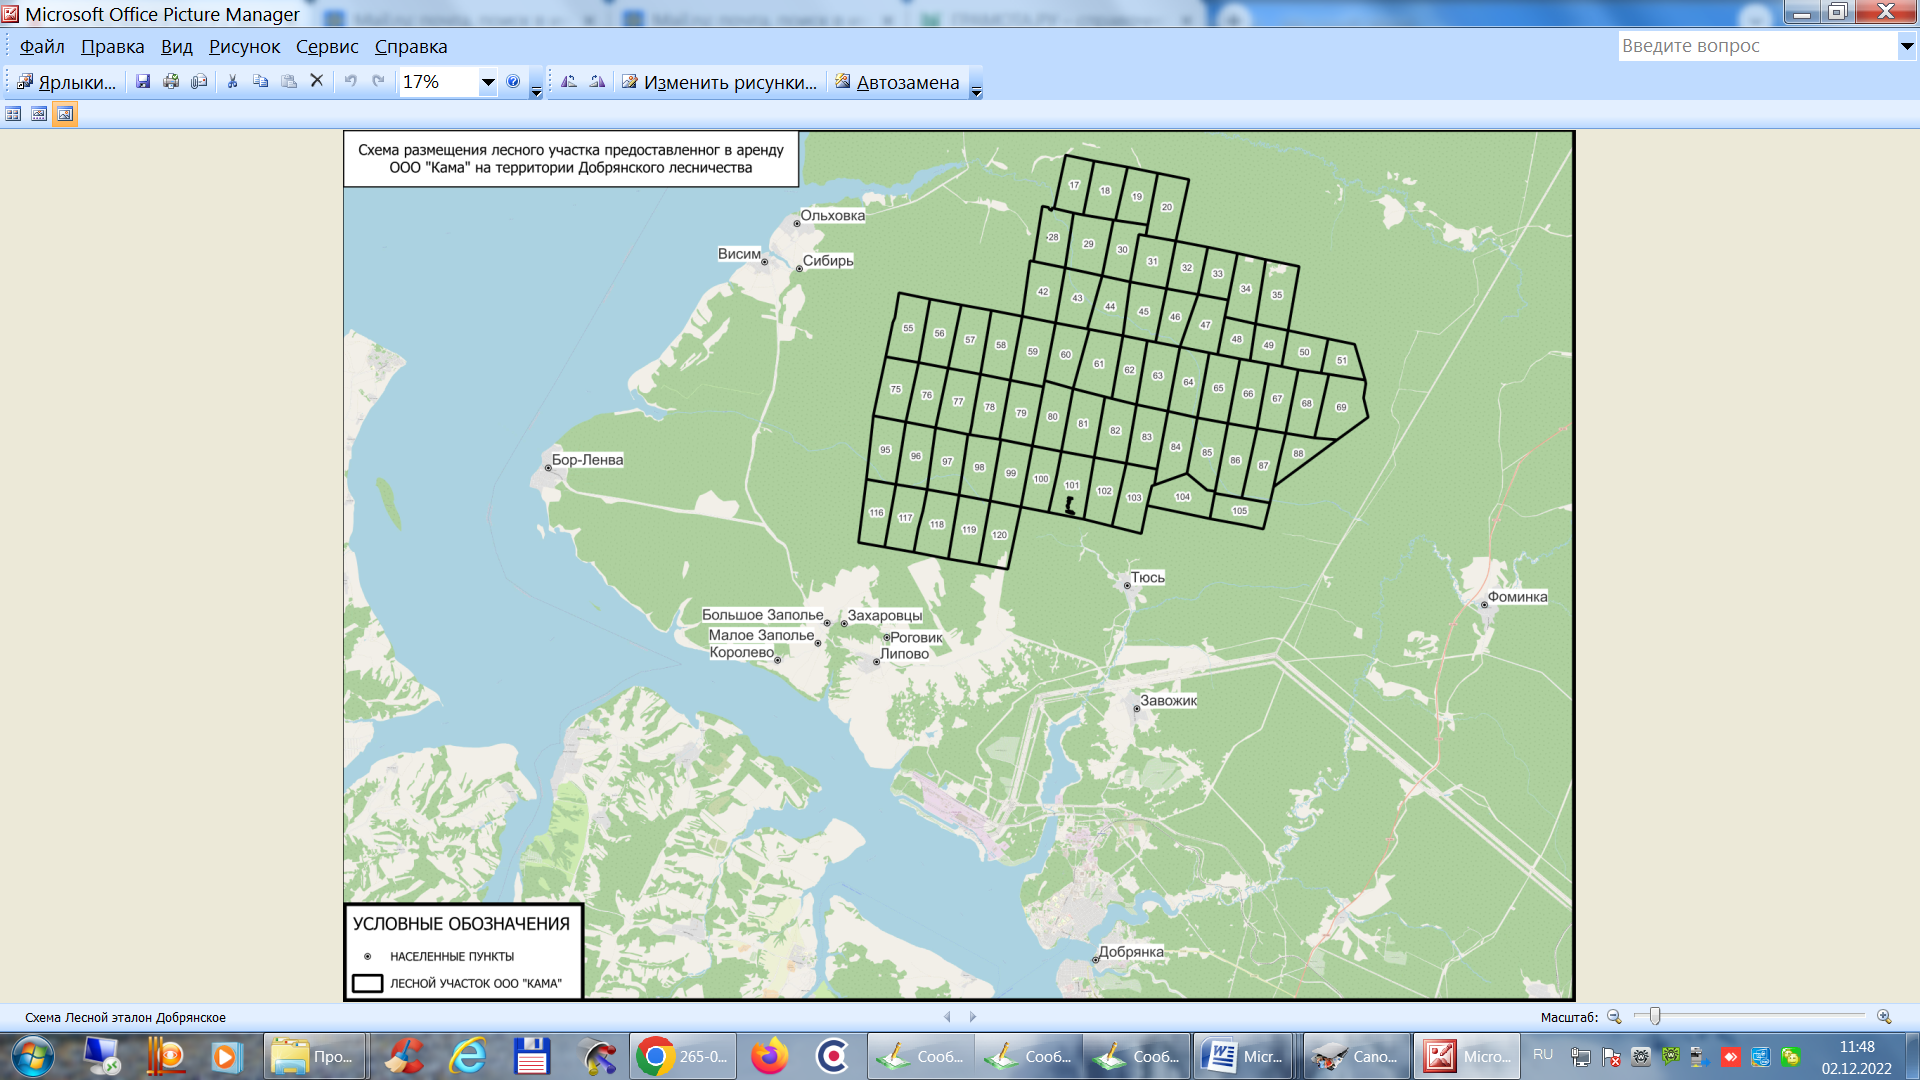 Microsoft Office Picture Manager
Файл Правка Вид Рисунок Сервис Справка
Введите вопрос
Ярлыки... 17% Изменить рисунки... Автозамена
Схема размещения лесного участка предоставленног в аренду
ООО "Кама" на территории Добрянского лесничества
17 18 19 20
28 29 30 31 32 33 34 35
42 43 44 45 46 47 48 49 50 51
55 56 57 58 59 60 61 62 63 64 65 66 67 68 69
75 76 77 78 79 80 81 82 83 84 85 86 87 88
95 96 97 98 99 100 101 102 103 104 105
116 117 118 119 120
Ольховка
Висим
Сибирь
Бор-Ленва
Тюсь
Фоминка
Большое Заполье
Захаровцы
Малое Заполье
Роговик
Королево
Липово
Завожик
Добрянка
УСЛОВНЫЕ ОБОЗНАЧЕНИЯ
НАСЕЛЕННЫЕ ПУНКТЫ
ЛЕСНОЙ УЧАСТОК ООО "КАМА"
Схема Лесной эталон Добрянское
Масштаб:
Про... 265-0... Сооб... Сооб... Сооб... Micr... Cano... Micro... RU
11:48
02.12.2022